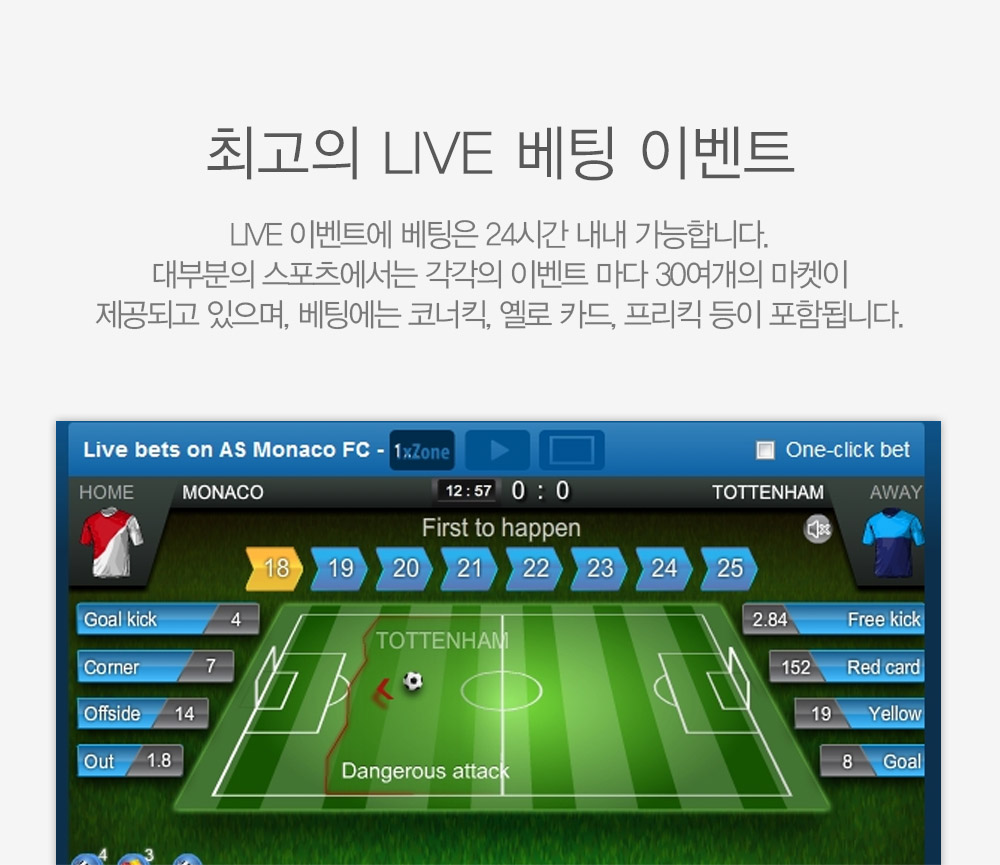 최고의 LIVE 베팅 이벤트
LIVE 이벤트에 베팅은 24시간 내내 가능합니다.
대부분의 스포츠에서는 각각의 이벤트 마다 30여개의 마켓이
제공되고 있으며, 베팅에는 코너킥, 옐로 카드, 프리킥 등이 포함됩니다.
Live bets on AS Monaco FC - 1xZone One-click bet
HOME MONACO 12:57 0 : 0 TOTTENHAM AWAY
First to happen
18 19 20 21 22 23 24 25
Goal kick 4 2.84 Free kick
TOTTENHAM
Corner 7 152 Red card
Offside 14 19 Yellow
Out 1.8 8 Goal
Dangerous attack
4 3